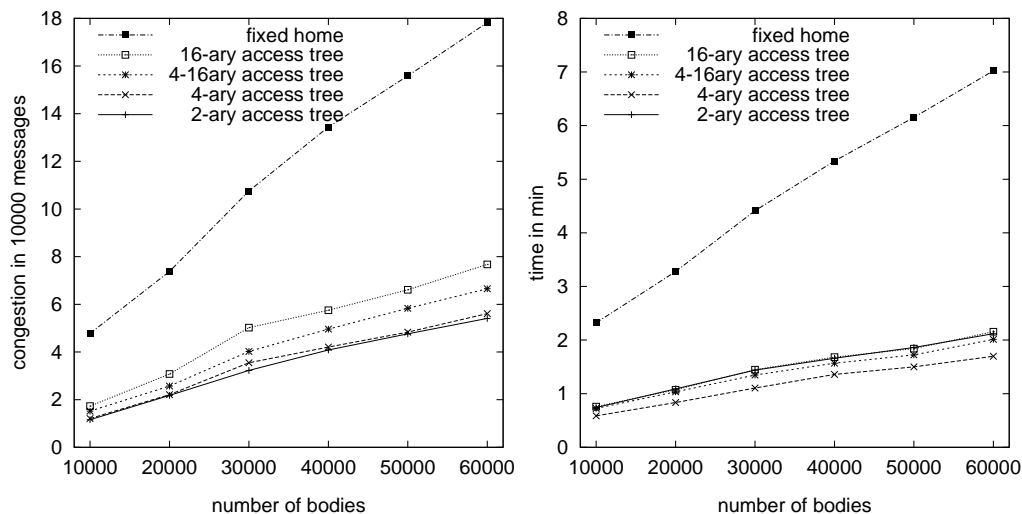 18
16
14
12
10
8
6
4
2
0
congestion in 10000 messages
fixed home
16-ary access tree
4-16ary access tree
4-ary access tree
2-ary access tree
10000 20000 30000 40000 50000 60000
number of bodies
8
7
6
5
4
3
2
1
0
time in min
fixed home
16-ary access tree
4-16ary access tree
4-ary access tree
2-ary access tree
10000 20000 30000 40000 50000 60000
number of bodies